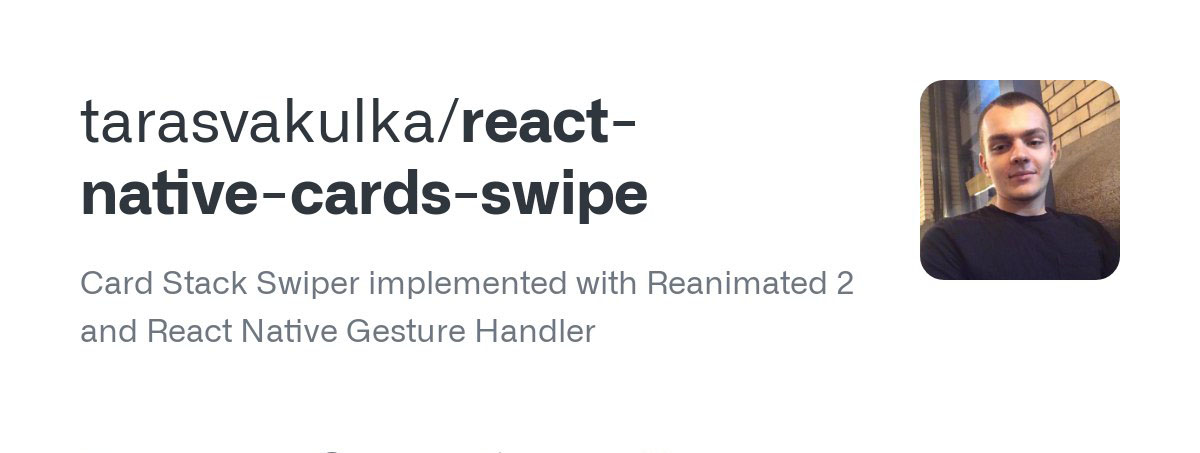 tarasvakulka/react-
native-cards-swipe
Card Stack Swiper implemented with Reanimated 2
and React Native Gesture Handler